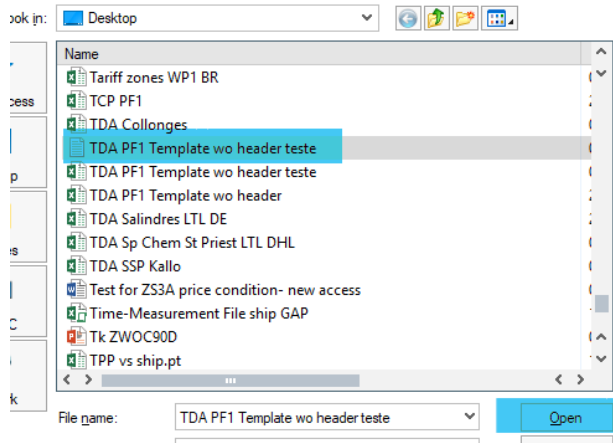 ook in: Desktop
Name
Tariff zones WP1 BR
TCP PF1
TDA Collonges
TDA PF1 Template wo header teste
TDA PF1 Template wo header teste
TDA PF1 Template wo header
TDA Salindres LTL DE
TDA Sp Chem St Priest LTL DHL
TDA SSP Kallo
Test for ZS3A price condition- new access
Time-Measurement File ship GAP
Tk ZWOC90D
TPP vs ship.pt
cess
p
es
C
rk
File name: TDA PF1 Template wo header teste Open